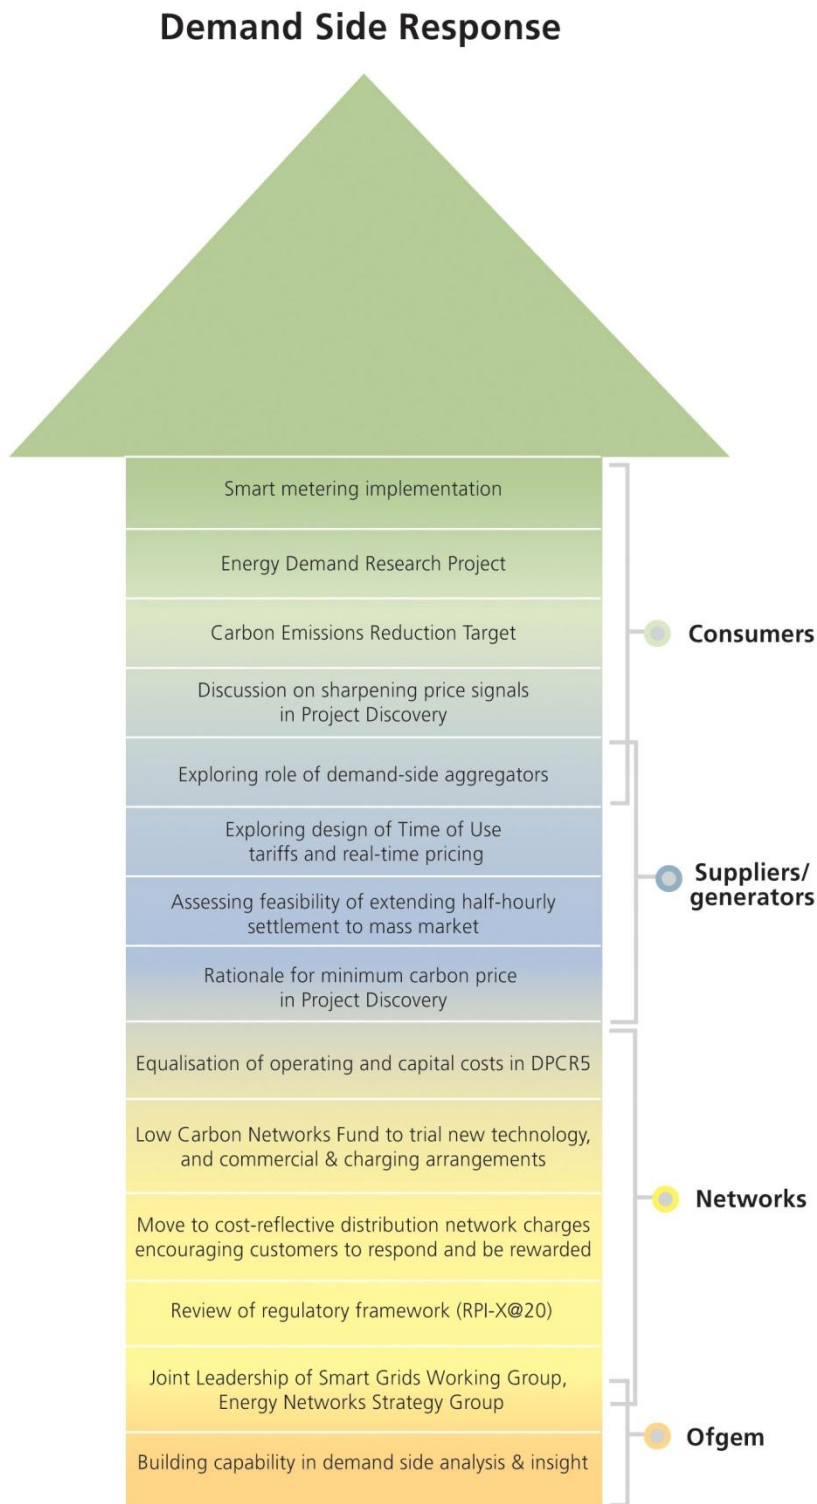 Demand Side Response
Smart metering implementation
Energy Demand Research Project
Carbon Emissions Reduction Target
Discussion on sharpening price signals
in Project Discovery
Exploring role of demand-side aggregators
Exploring design of Time of Use
tariffs and real-time pricing
Assessing feasibility of extending half-hourly
settlement to mass market
Rationale for minimum carbon price
in Project Discovery
Equalisation of operating and capital costs in DPCR5
Low Carbon Networks Fund to trial new technology,
and commercial & charging arrangements
Move to cost-reflective distribution network charges
encouraging customers to respond and be rewarded
Review of regulatory framework (RPI-X@20)
Joint Leadership of Smart Grids Working Group,
Energy Networks Strategy Group
Building capability in demand side analysis & insight
Consumers
Suppliers/
generators
Networks
Ofgem